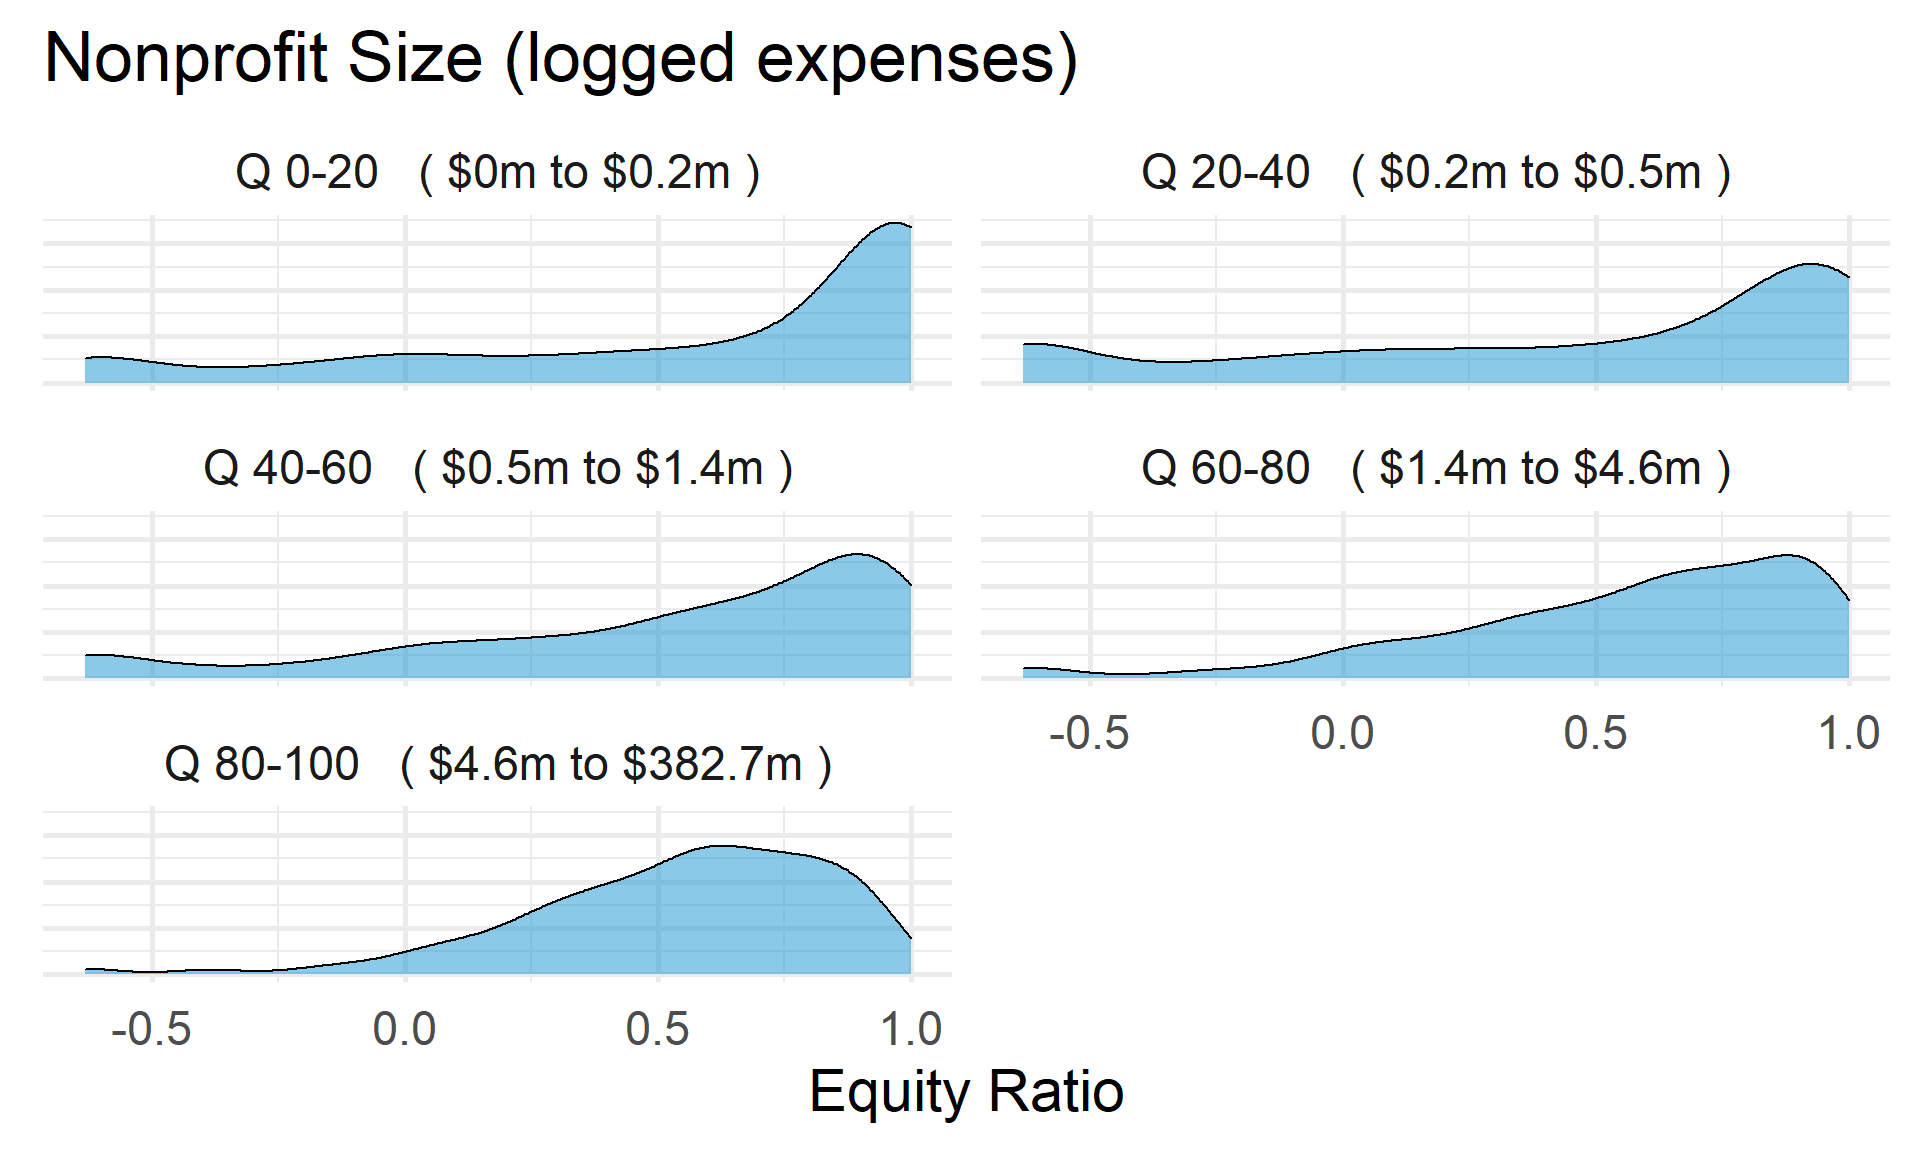 Nonprofit Size (logged expenses)
Q 0-20 ( $0m to $0.2m )
Q 20-40 ( $0.2m to $0.5m )
Q 40-60 ( $0.5m to $1.4m )
Q 60-80 ( $1.4m to $4.6m )
-0.5 0.0 0.5 1.0
Q 80-100 ( $4.6m to $382.7m )
-0.5 0.0 0.5 1.0
Equity Ratio